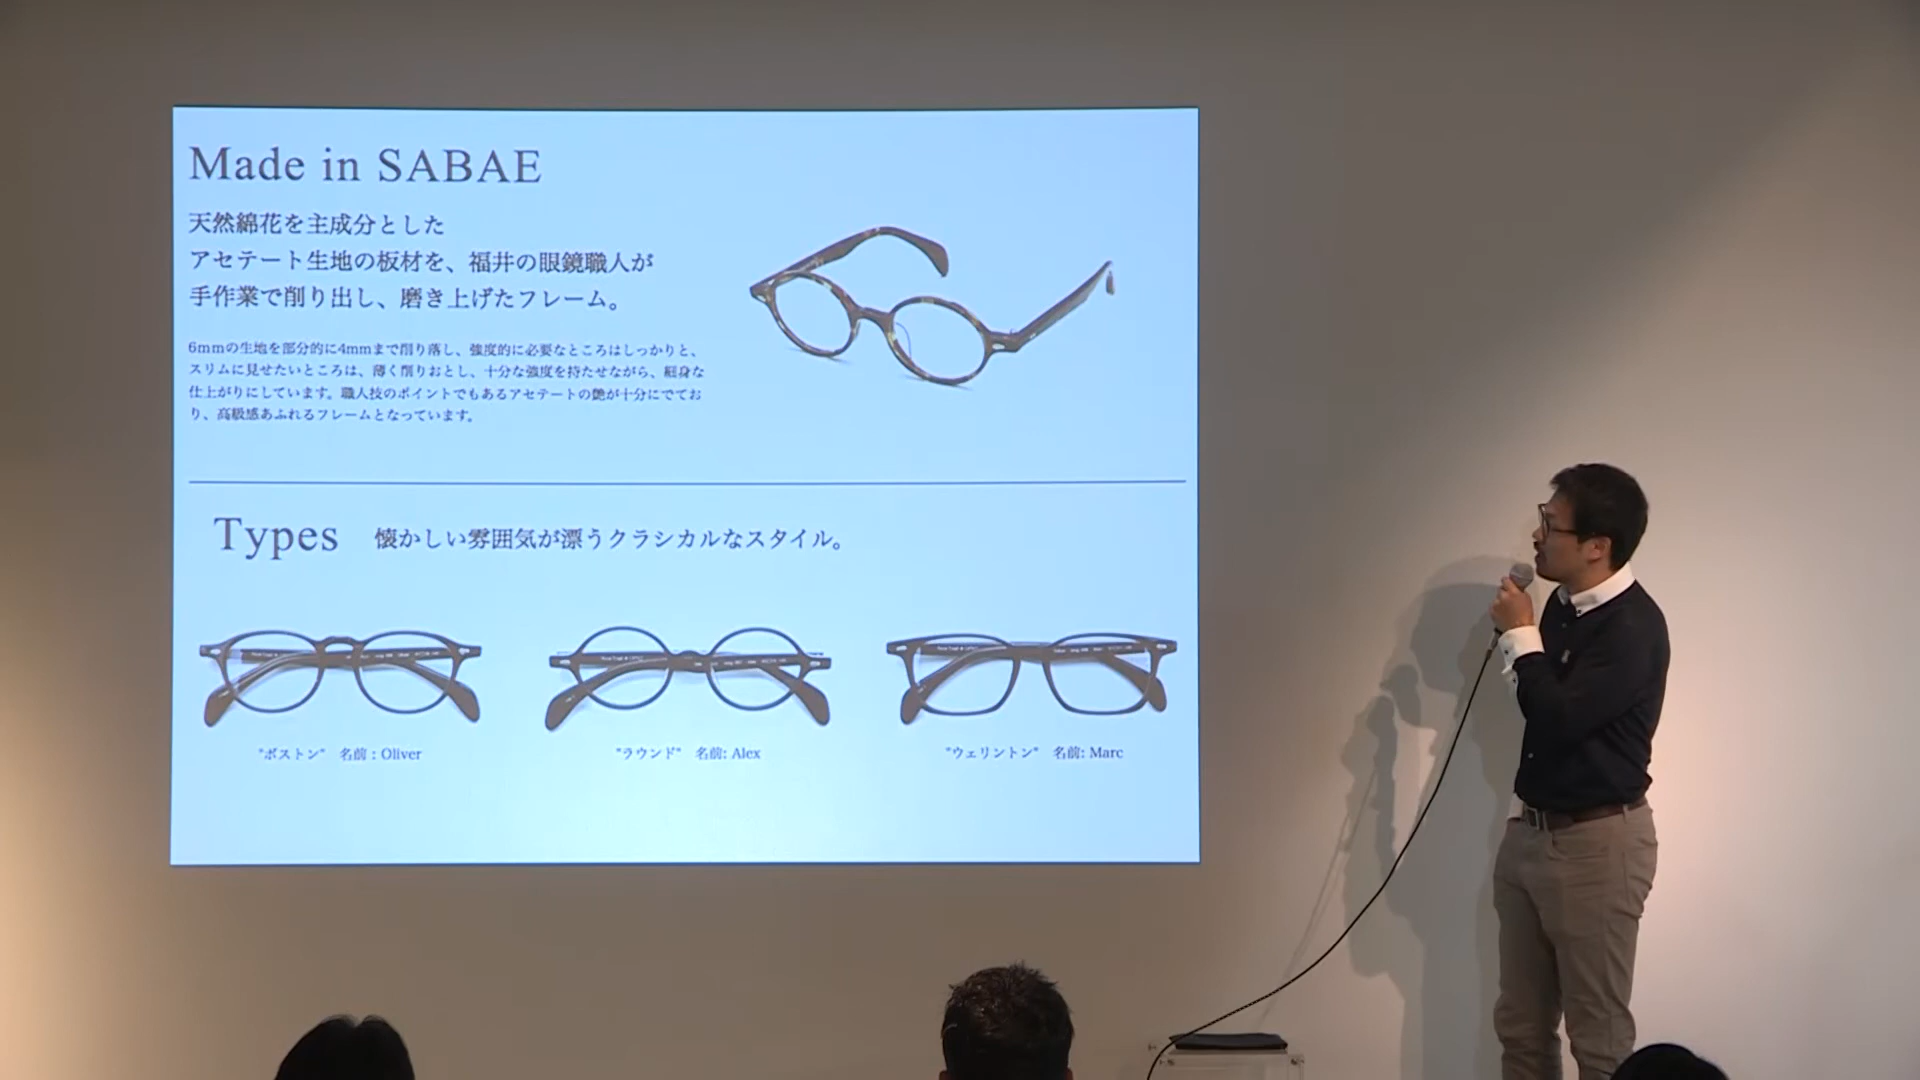 Made in SABAE
天然綿花を主成分とした
アセテート生地の板材を、福井の眼鏡職人が
手作業で削り出し、磨き上げたフレーム。
6mmの生地を部分的に4mmまで削り落し、強度的に必要なところはしっかりと、
スリムに見せたいところは、薄く削りおとし、十分な強度を持たせながら、細身な
仕上がりにしています。職人技のポイントでもあるアセテートの艶が十分にでてお
り、高級感あふれるフレームとなっています。
Types 懐かしい雰囲気が漂うクラシカルなスタイル。
"ボストン" 名前 : Oliver
"ラウンド" 名前: Alex
"ウェリントン" 名前: Marc